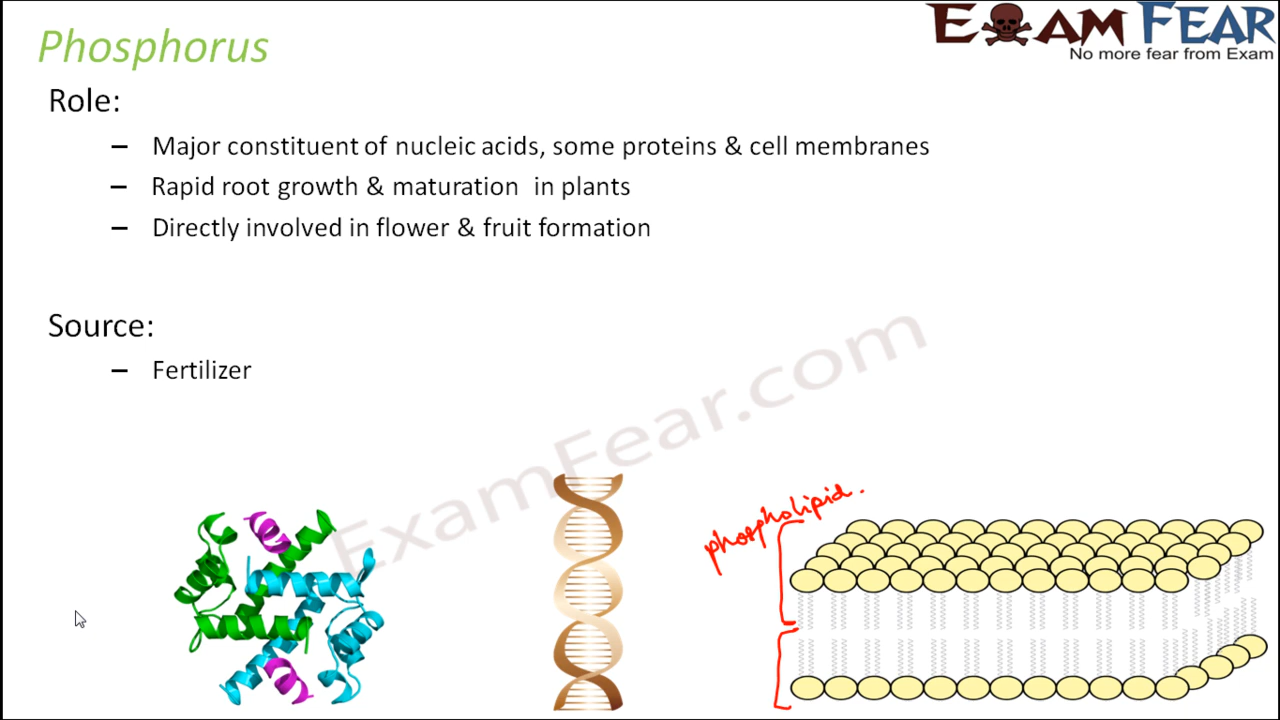 Phosphorus
EXAM FEAR
No more fear from Exam
Role:
– Major constituent of nucleic acids, some proteins & cell membranes
– Rapid root growth & maturation in plants
– Directly involved in flower & fruit formation
Source:
– Fertilizer
ExamFear.com
phospholipid.